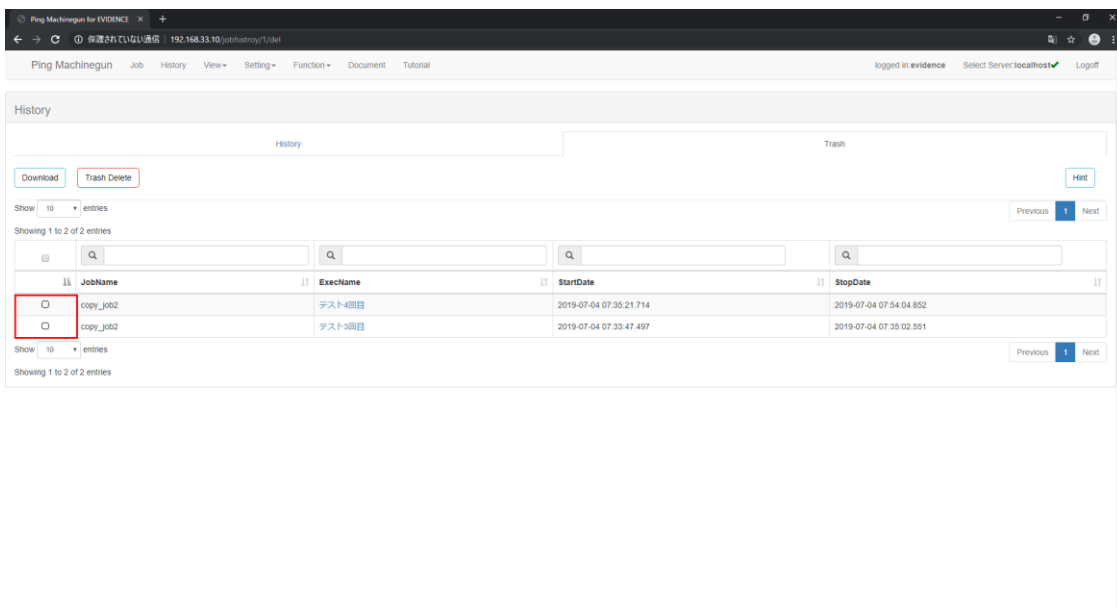 Ping Machinegun for EVIDENCE
保護されていない通信 | 192.168.33.10/jobhistroy/1/del
Ping Machinegun Job History View Setting Function Document Tutorial logged in:evidence Select Server:localhost Logoff
History
History Trash
Download Trash Delete Hint
Show 10 entries Previous 1 Next
Showing 1 to 2 of 2 entries
JobName ExecName StartDate StopDate
copy_job2 テスト4回目 2019-07-04 07:35:21.714 2019-07-04 07:54:04.852
copy_job2 テスト3回目 2019-07-04 07:33:47.497 2019-07-04 07:35:02.551
Show 10 entries Previous 1 Next
Showing 1 to 2 of 2 entries